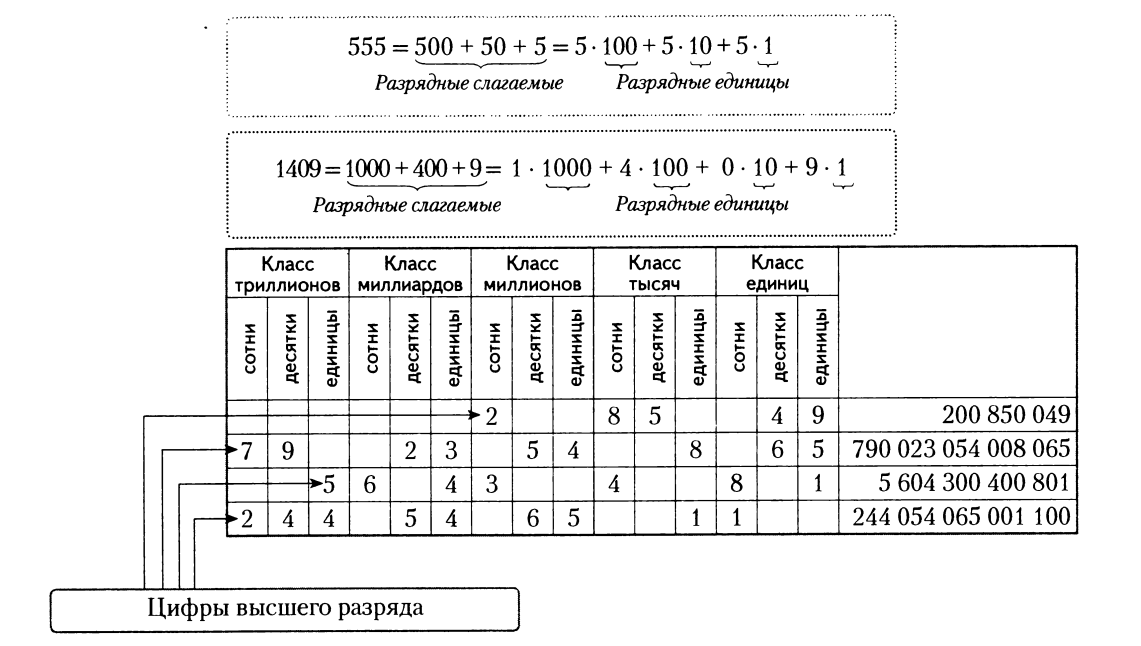 555 = 500 + 50 + 5 = 5 · 100 + 5 · 10 + 5 · 1
Разрядные слагаемые Разрядные единицы
1409 = 1000 + 400 + 9 = 1 · 1000 + 4 · 100 + 0 · 10 + 9 · 1
Разрядные слагаемые Разрядные единицы
Класс триллионов Класс миллиардов Класс миллионов Класс тысяч Класс единиц
сотни десятки единицы сотни десятки единицы сотни десятки единицы сотни десятки единицы сотни десятки единицы
2 8 5 4 9 200 850 049
7 9 2 3 5 4 8 6 5 790 023 054 008 065
5 6 4 3 4 8 1 5 604 300 400 801
2 4 4 5 4 6 5 1 1 244 054 065 001 100
Цифры высшего разряда